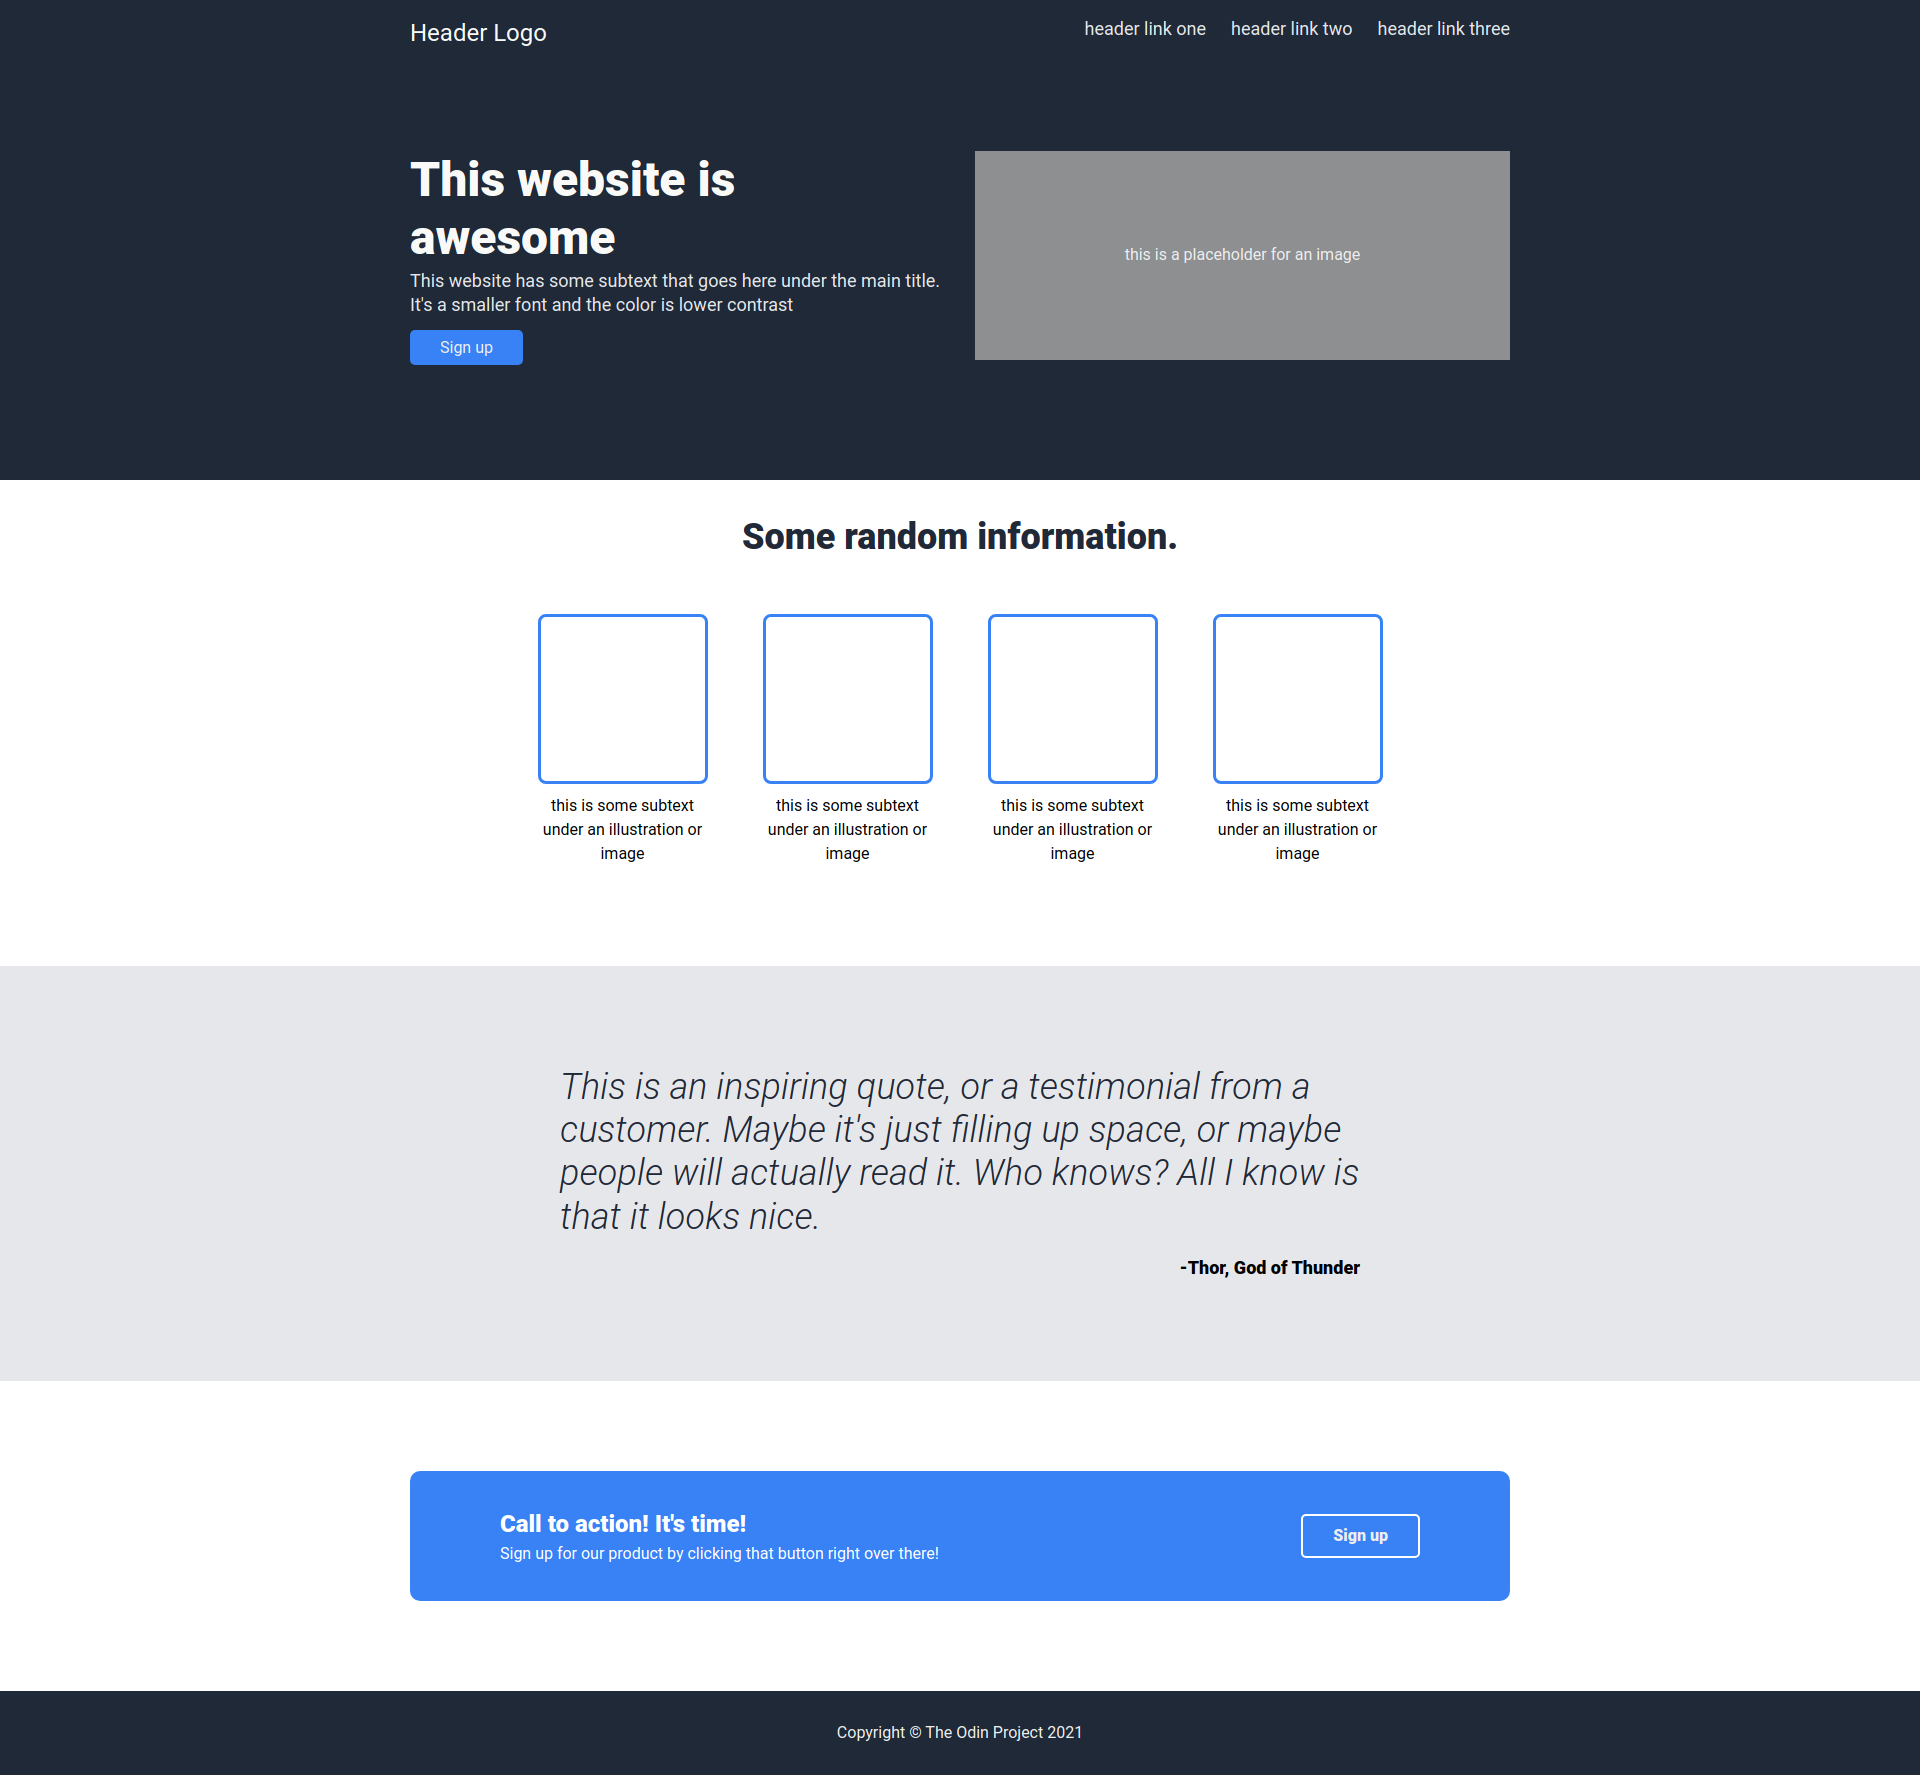 Header Logo
header link one
header link two
header link three
This website is
awesome
This website has some subtext that goes here under the main title.
It's a smaller font and the color is lower contrast
Sign up
this is a placeholder for an image
Some random information.
this is some subtext
under an illustration or
image
this is some subtext
under an illustration or
image
this is some subtext
under an illustration or
image
this is some subtext
under an illustration or
image
This is an inspiring quote, or a testimonial from a
customer. Maybe it's just filling up space, or maybe
people will actually read it. Who knows? All I know is
that it looks nice.
-Thor, God of Thunder
Call to action! It's time!
Sign up for our product by clicking that button right over there!
Sign up
Copyright © The Odin Project 2021